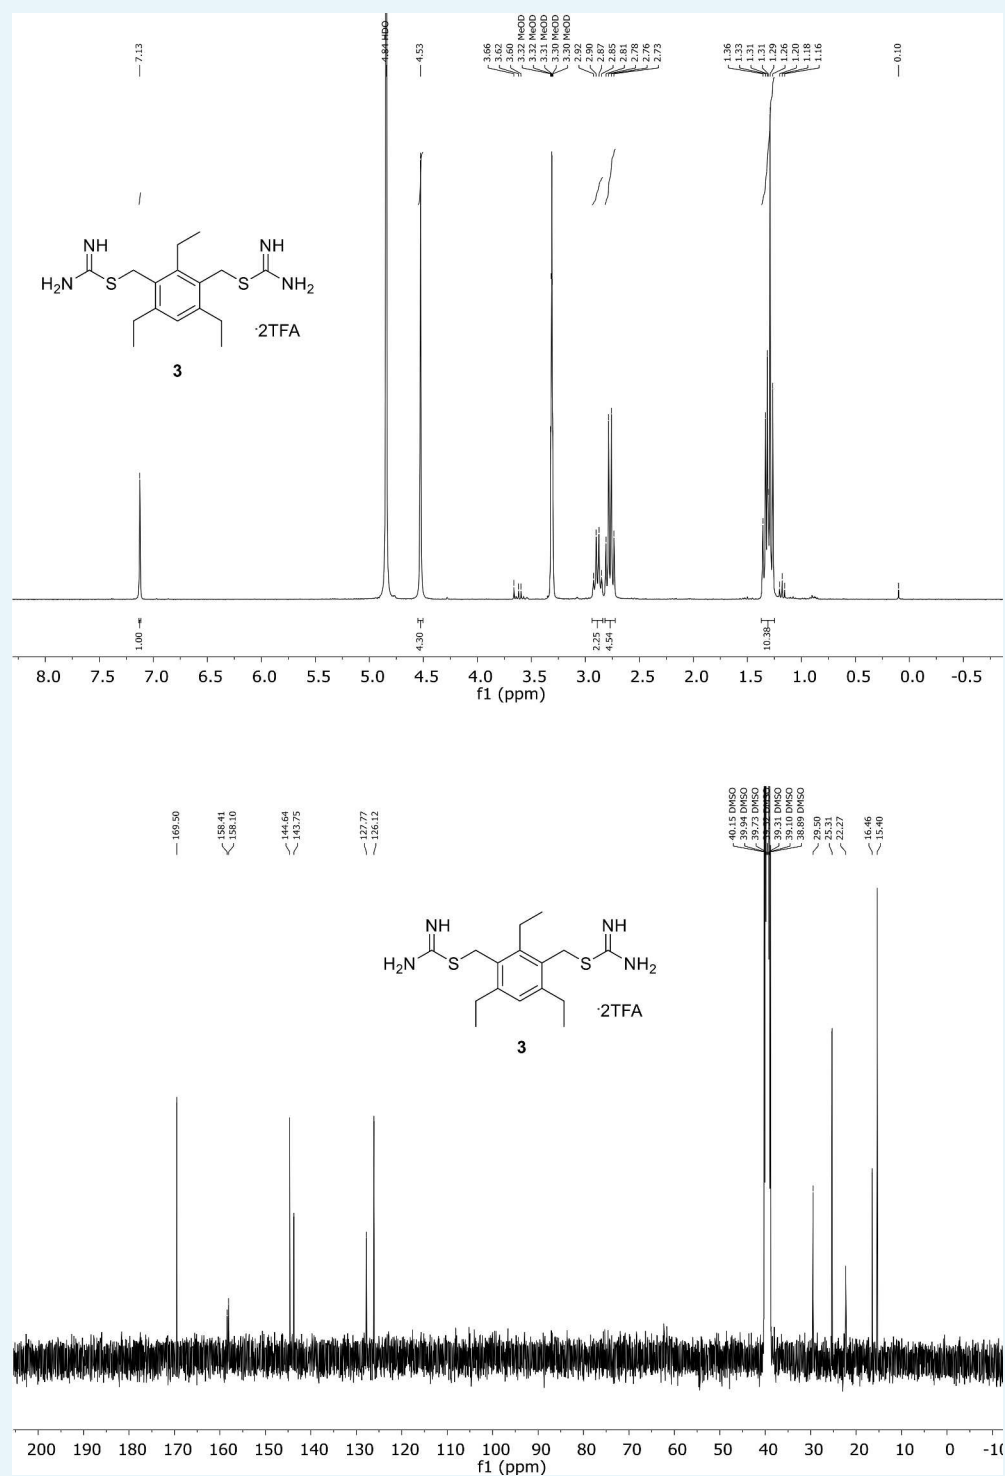 7.13
4.84 HDO
4.53
3.66
3.62
3.60
3.32 MeOD
3.32 MeOD
3.31 MeOD
3.30 MeOD
3.30 MeOD
2.92
2.90
2.87
2.85
2.81
2.78
2.76
2.73
1.36
1.33
1.31
1.31
1.29
1.26
1.20
1.18
1.16
0.10
NH
NH
H2N
S
S
NH2
·2TFA
3
1.00
4.30
2.25
4.54
10.38
8.0 7.5 7.0 6.5 6.0 5.5 5.0 4.5 4.0 3.5 3.0 2.5 2.0 1.5 1.0 0.5 0.0 -0.5
f1 (ppm)
169.50
158.41
158.10
144.64
143.75
127.77
126.12
40.15 DMSO
39.94 DMSO
39.73 DMSO
39.52 DMSO
39.31 DMSO
39.10 DMSO
38.89 DMSO
29.50
25.31
22.27
16.46
15.40
NH
NH
H2N
S
S
NH2
·2TFA
3
200 190 180 170 160 150 140 130 120 110 100 90 80 70 60 50 40 30 20 10 0 -10
f1 (ppm)